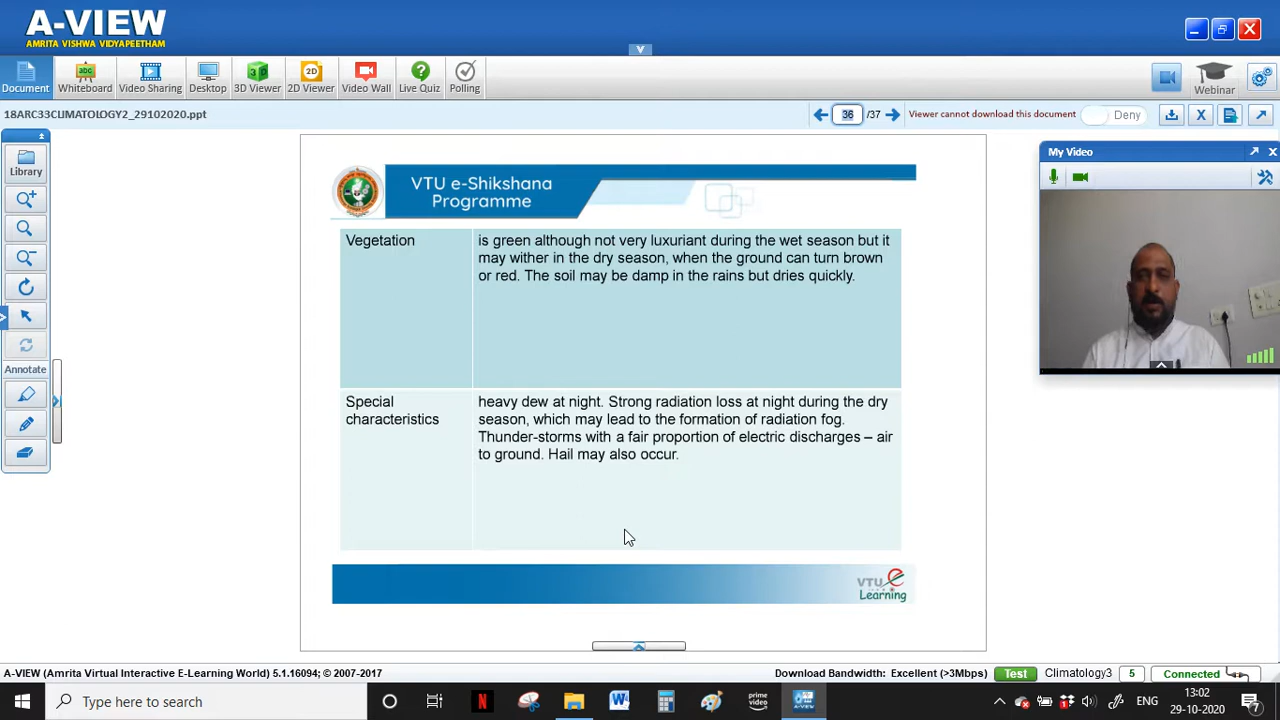 A-VIEW
AMRITA VISHWA VIDYAPEETHAM
Document
Whiteboard
Video Sharing
Desktop
3D Viewer
2D Viewer
Video Wall
Live Quiz
Polling
Webinar
18ARC33CLIMATOLOGY2_29102020.ppt
36 /37
Viewer cannot download this document
Deny
Library
Annotate
My Video
VTU e-Shikshana
Programme
Vegetation
is green although not very luxuriant during the wet season but it
may wither in the dry season, when the ground can turn brown
or red. The soil may be damp in the rains but dries quickly.
Special
characteristics
heavy dew at night. Strong radiation loss at night during the dry
season, which may lead to the formation of radiation fog.
Thunder-storms with a fair proportion of electric discharges – air
to ground. Hail may also occur.
VTU e
Learning
A-VIEW (Amrita Virtual Interactive E-Learning World) 5.1.16094; © 2007-2017
Download Bandwidth: Excellent (>3Mbps)
Test
Climatology3
5
Connected
Type here to search
prime
video
ENG
13:02
29-10-2020
7